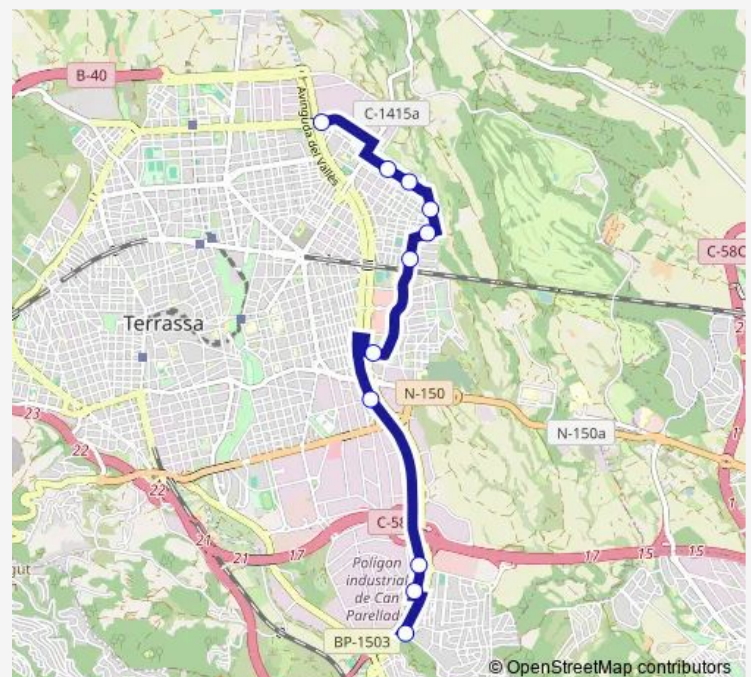 B-40
Avinguda del Vallès
C-1415a
C-58C
Terrassa
N-150
N-150a
23
22
22
21
21
17
C-58
17
15
15
Polígon
industrial
de Can
Parellada
BP-1503
© OpenStreetMap contributors